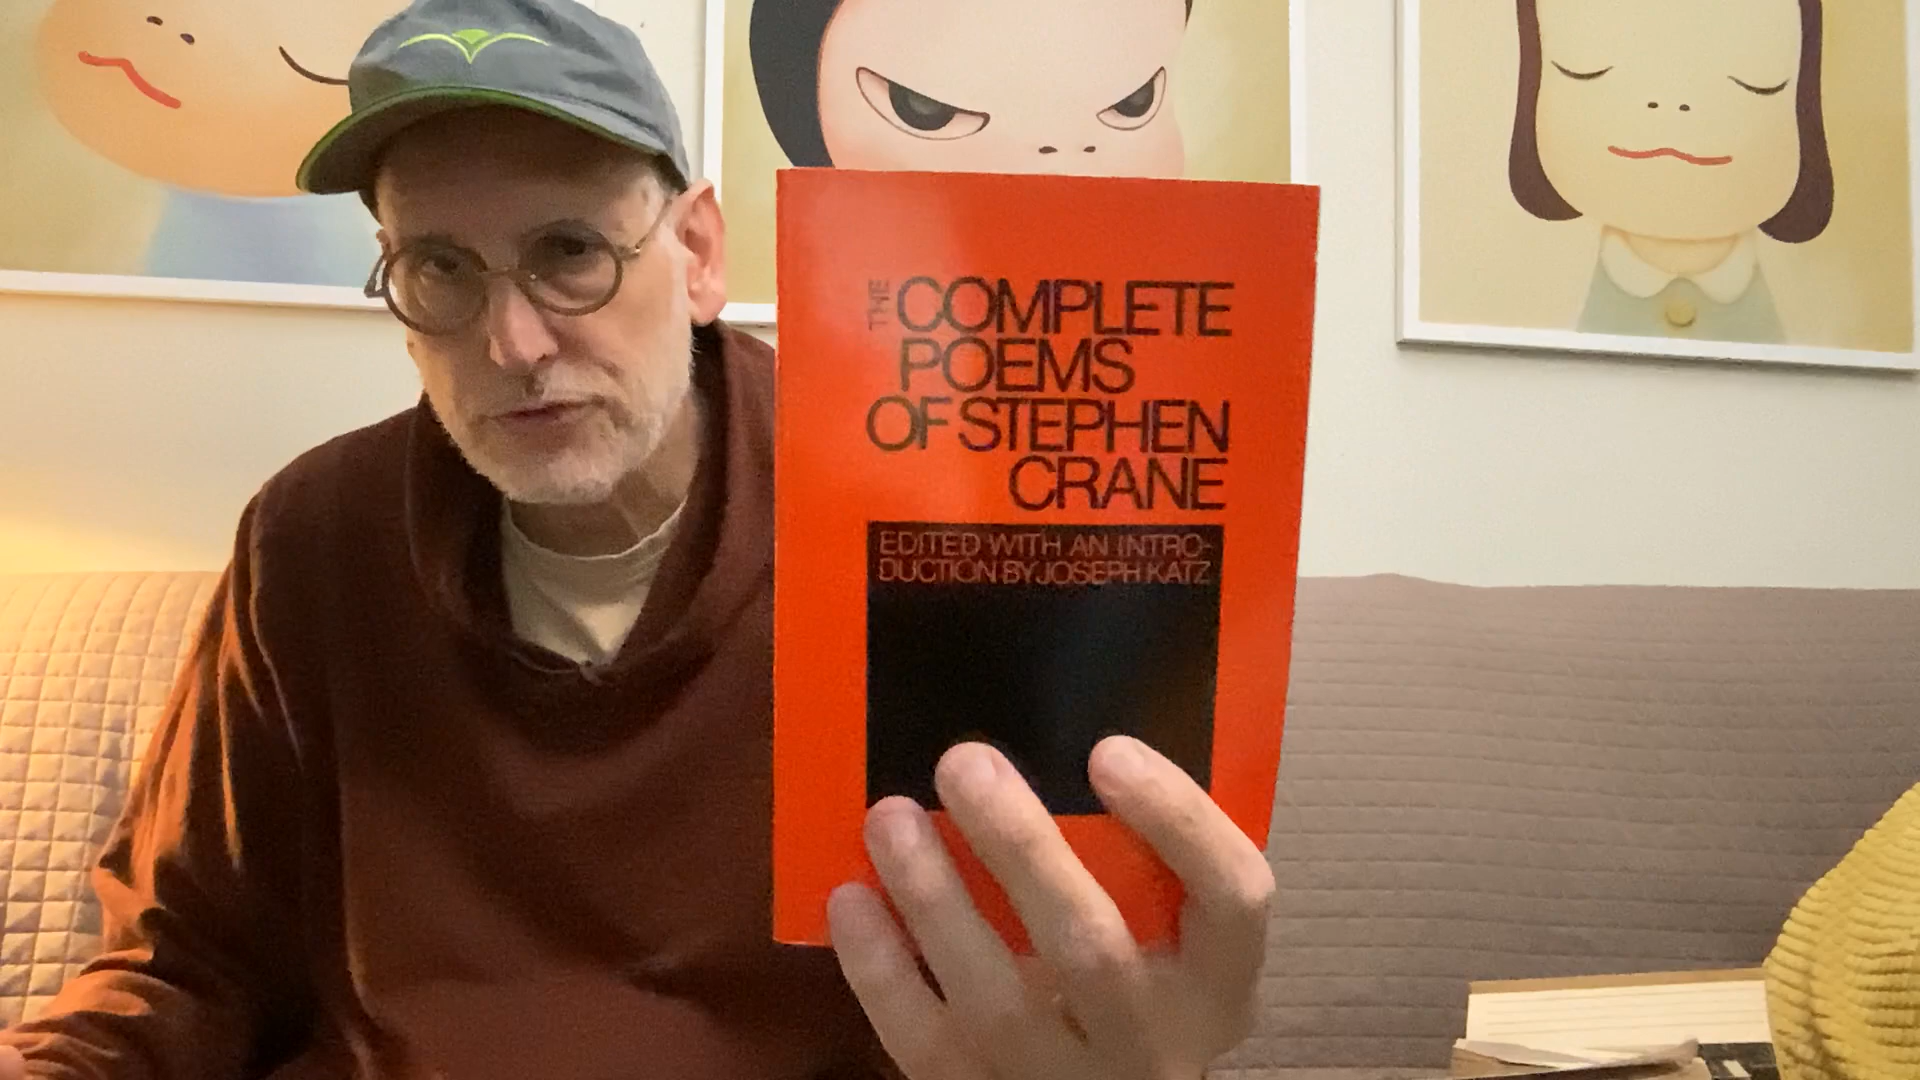 THE COMPLETE
POEMS
OF STEPHEN
CRANE
EDITED WITH AN INTRO-
DUCTION BY JOSEPH KATZ